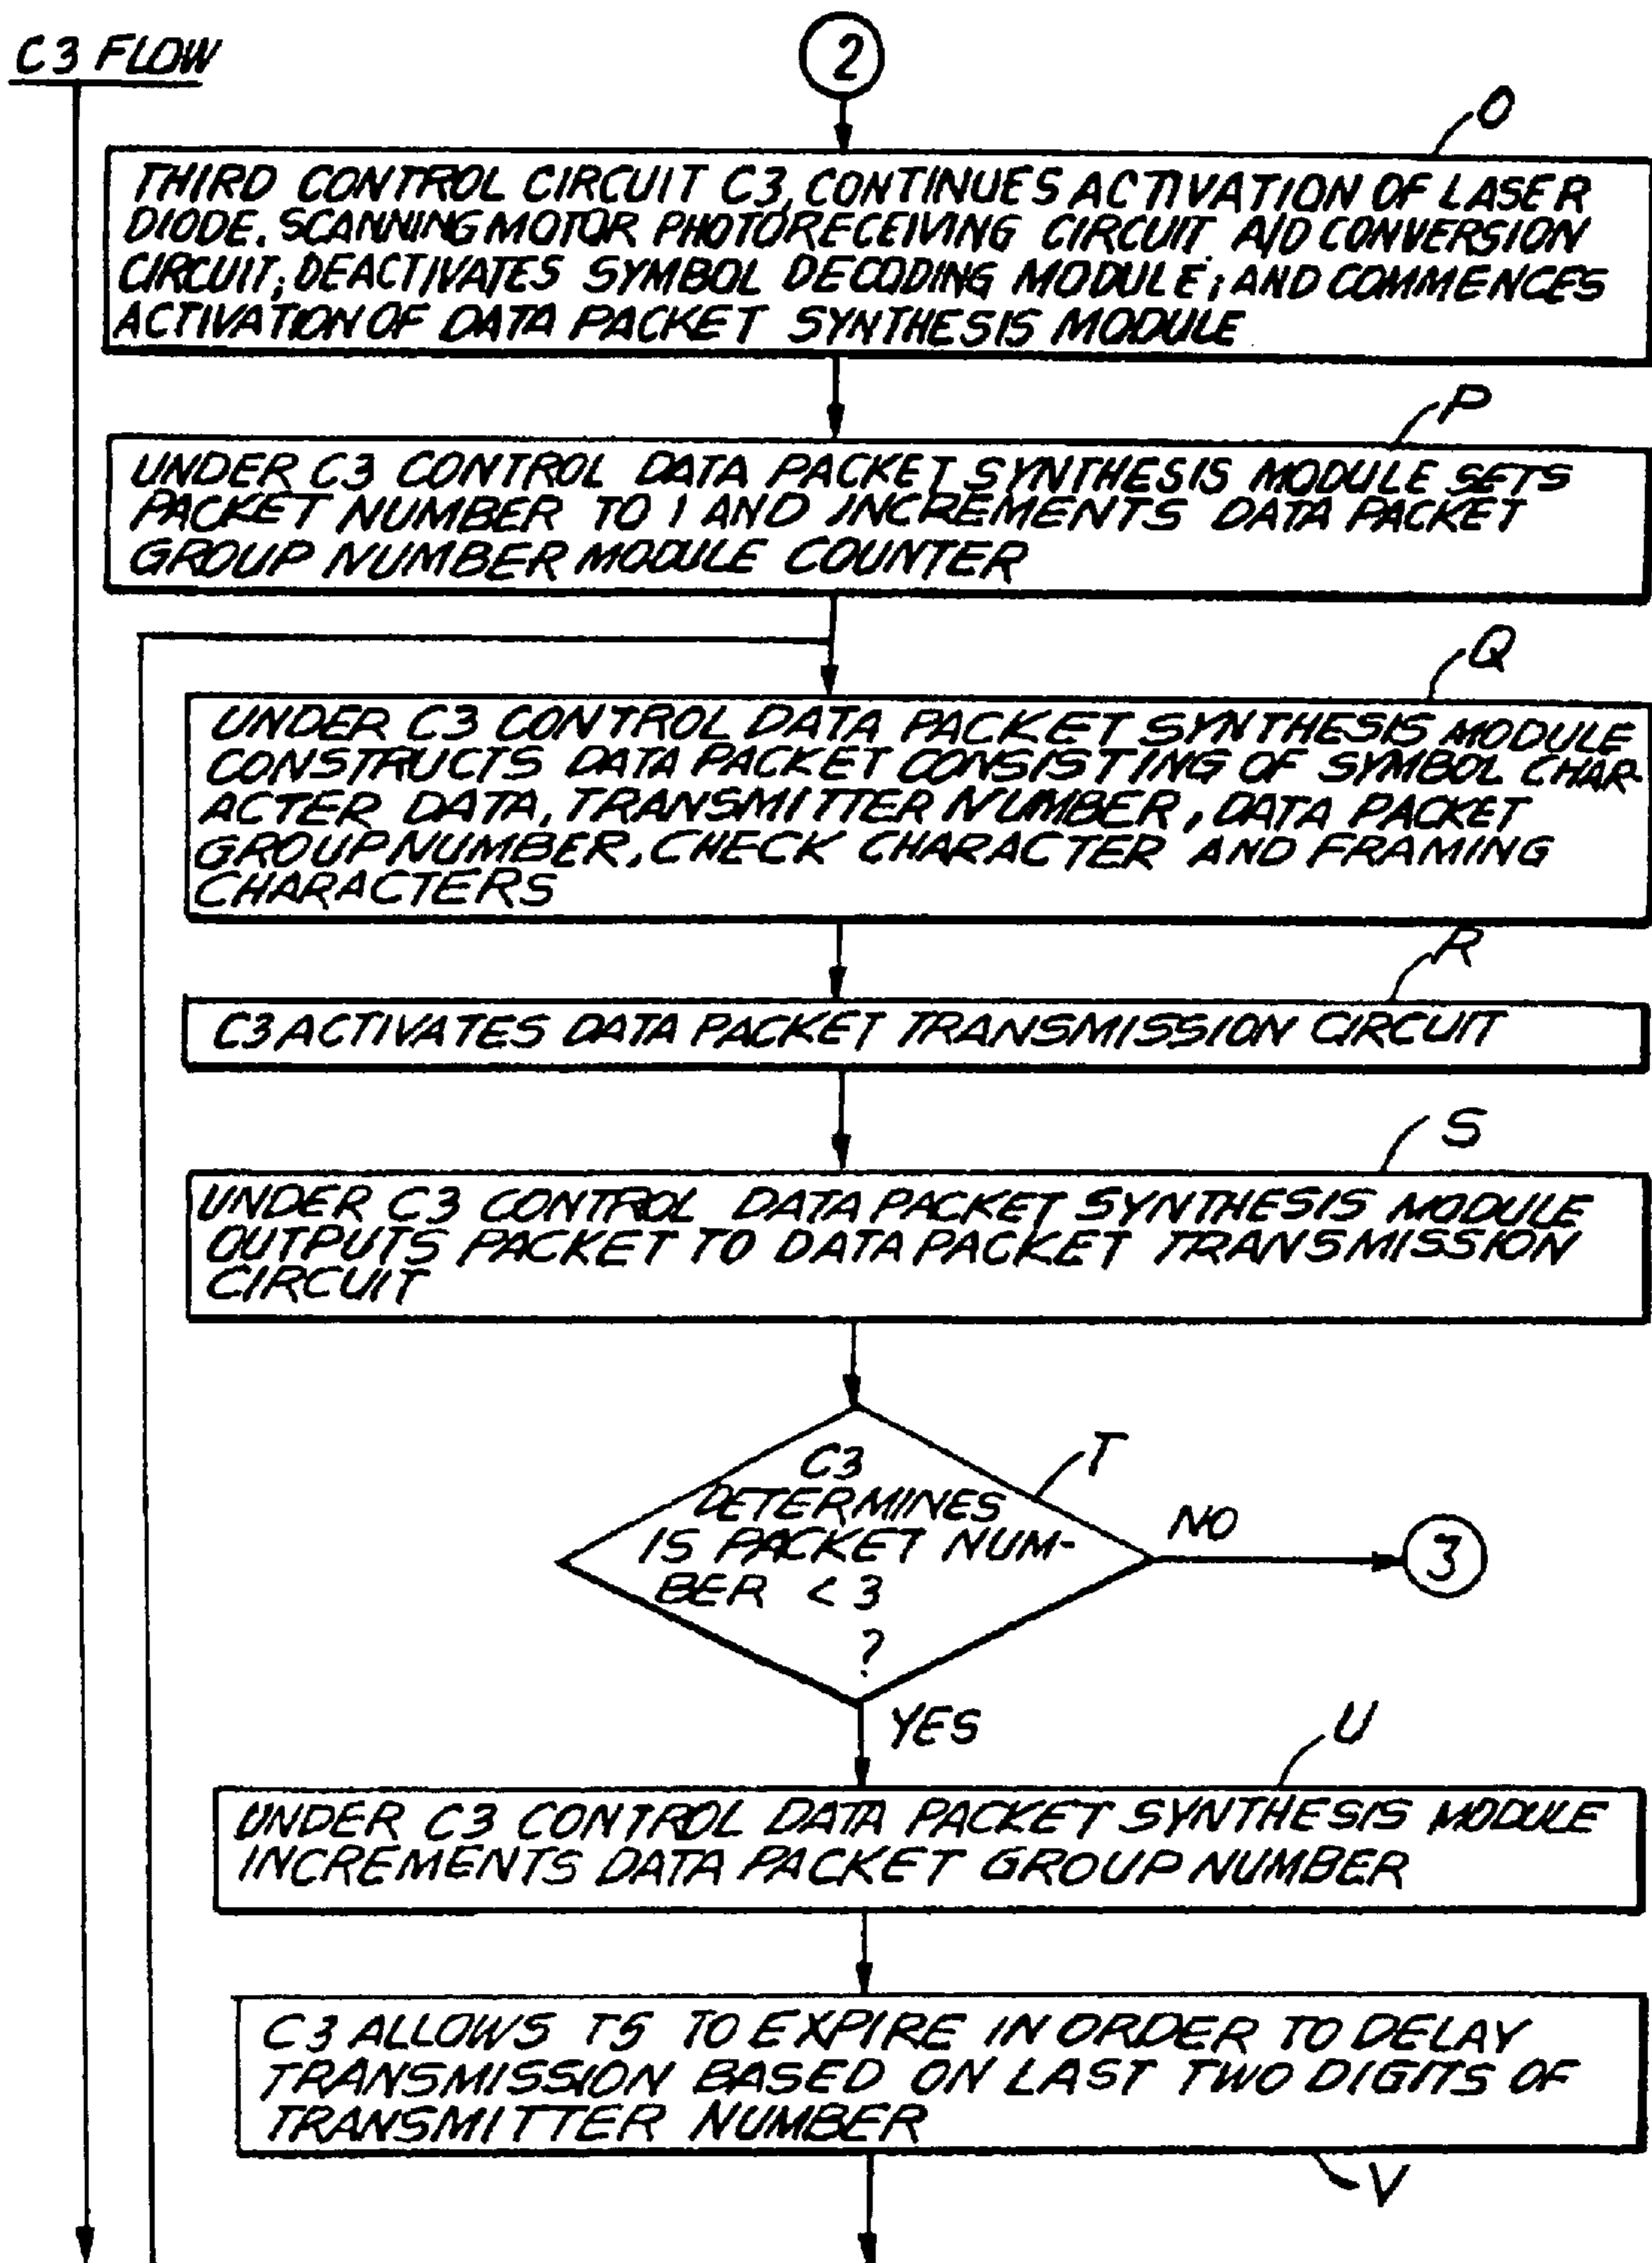 C3 FLOW
2
O
THIRD CONTROL CIRCUIT C3, CONTINUES ACTIVATION OF LASER
DIODE. SCANNING MOTOR PHOTORECEIVING CIRCUIT. A/D CONVERSION
CIRCUIT; DEACTIVATES SYMBOL DECODING MODULE; AND COMMENCES
ACTIVATION OF DATA PACKET SYNTHESIS MODULE
P
UNDER C3 CONTROL DATA PACKET SYNTHESIS MODULE SETS
PACKET NUMBER TO 1 AND INCREMENTS DATA PACKET
GROUP NUMBER MODULE COUNTER
Q
UNDER C3 CONTROL DATA PACKET SYNTHESIS MODULE
CONSTRUCTS DATA PACKET CONSISTING OF SYMBOL CHAR-
ACTER DATA, TRANSMITTER NUMBER, DATA PACKET
GROUP NUMBER, CHECK CHARACTER AND FRAMING
CHARACTERS
R
C3 ACTIVATES DATA PACKET TRANSMISSION CIRCUIT
S
UNDER C3 CONTROL DATA PACKET SYNTHESIS MODULE
OUTPUTS PACKET TO DATA PACKET TRANSMISSION
CIRCUIT
T
C3
DETERMINES
IS PACKET NUM-
BER < 3
?
NO
3
YES
U
UNDER C3 CONTROL DATA PACKET SYNTHESIS MODULE
INCREMENTS DATA PACKET GROUP NUMBER
C3 ALLOWS T5 TO EXPIRE IN ORDER TO DELAY
TRANSMISSION BASED ON LAST TWO DIGITS OF
TRANSMITTER NUMBER
V